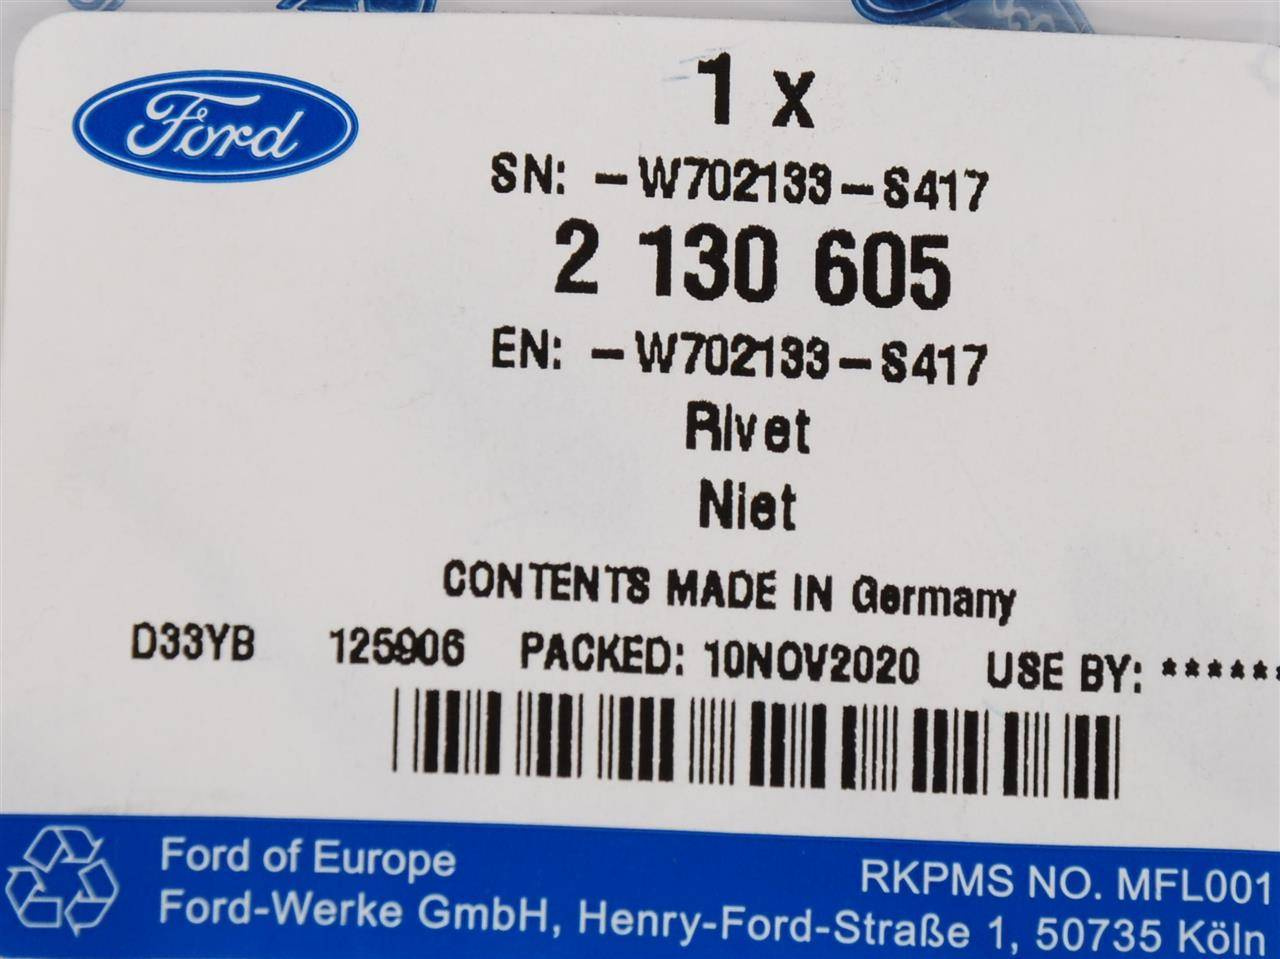 Ford
1 x
SN: -W702133-S417
2 130 605
EN: -W702133-S417
Rivet
Niet
CONTENTS MADE IN Germany
D33YB 125906 PACKED: 10NOV2020 USE BY: ******
Ford of Europe
RKPMS NO. MFL001
Ford-Werke GmbH, Henry-Ford-Straße 1, 50735 Köln